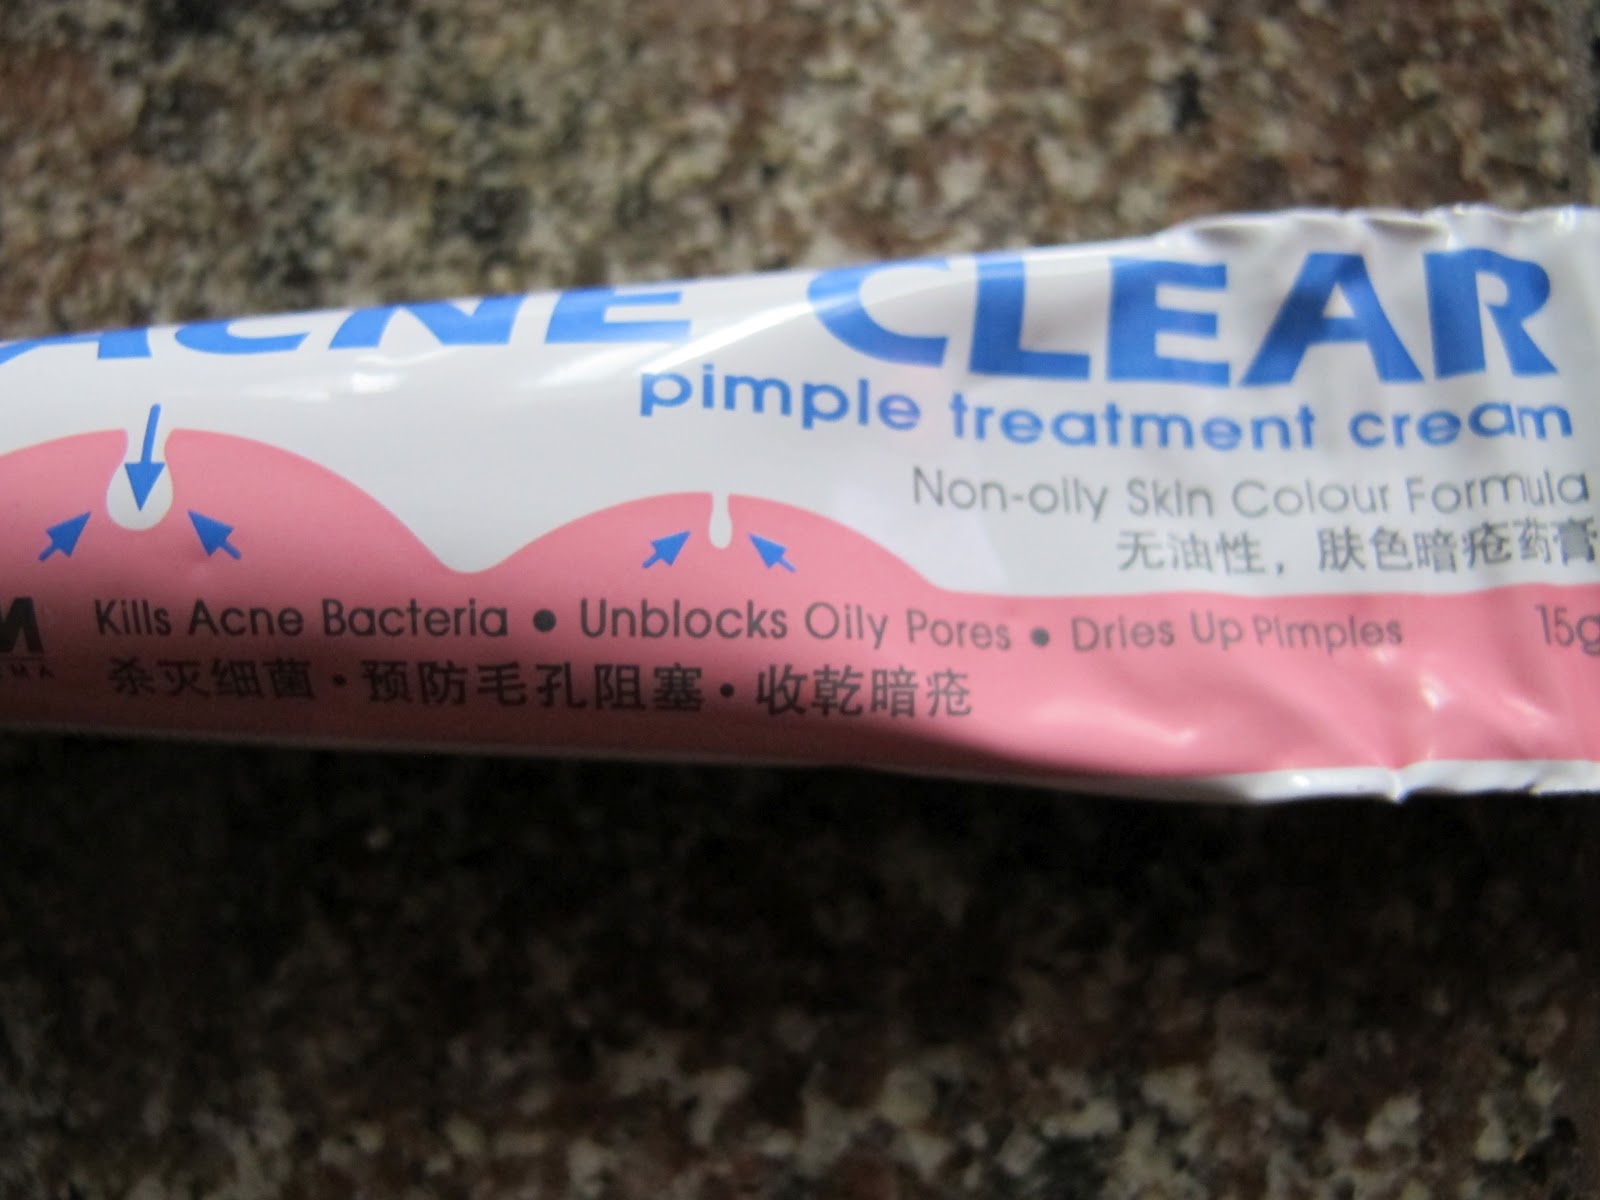 ACNE CLEAR
pimple treatment cream
Non-oily Skin Colour Formula
无油性，肤色暗疮药膏
Kills Acne Bacteria • Unblocks Oily Pores • Dries Up Pimples
15g
杀灭细菌·预防毛孔阻塞·收乾暗疮